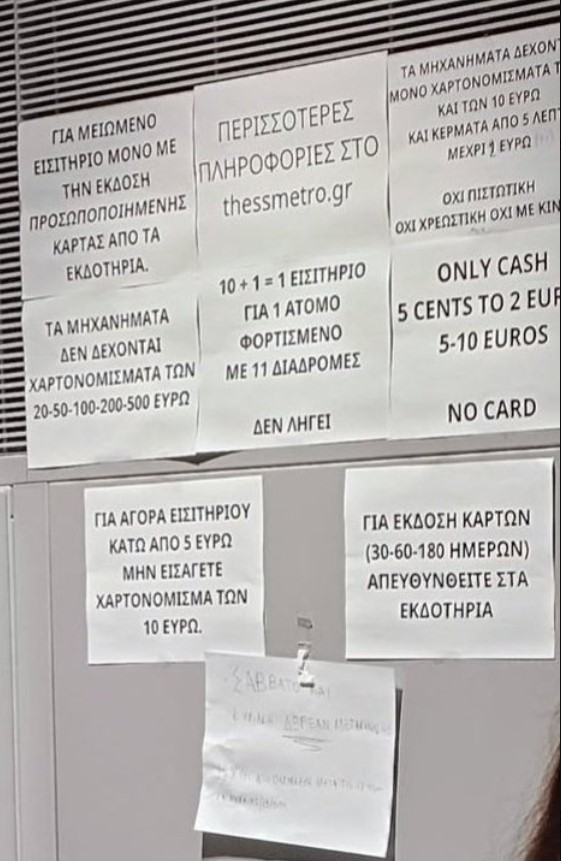 ΓΙΑ ΜΕΙΩΜΕΝΟ
ΕΙΣΙΤΗΡΙΟ ΜΟΝΟ ΜΕ
ΤΗΝ ΕΚΔΟΣΗ
ΠΡΟΣΩΠΟΠΟΙΗΜΕΝΗΣ
ΚΑΡΤΑΣ ΑΠΟ ΤΑ
ΕΚΔΟΤΗΡΙΑ.
ΠΕΡΙΣΣΟΤΕΡΕΣ
ΠΛΗΡΟΦΟΡΙΕΣ ΣΤΟ
thessmetro.gr
ΤΑ ΜΗΧΑΝΗΜΑΤΑ ΔΕΧΟΝΤ
ΜΟΝΟ ΧΑΡΤΟΝΟΜΙΣΜΑΤΑ Τ
ΚΑΙ ΤΩΝ 10 ΕΥΡΩ
ΚΑΙ ΚΕΡΜΑΤΑ ΑΠΟ 5 ΛΕΠ
ΜΕΧΡΙ ΕΥΡΩ
ΟΧΙ ΠΙΣΤΩΤΙΚΗ
ΟΧΙ ΧΡΕΩΣΤΙΚΗ ΟΧΙ ΜΕ ΚΙΝ
ΤΑ ΜΗΧΑΝΗΜΑΤΑ
ΔΕΝ ΔΕΧΟΝΤΑΙ
ΧΑΡΤΟΝΟΜΙΣΜΑΤΑ ΤΩΝ
20-50-100-200-500 ΕΥΡΩ
10 + 1 = 1 ΕΙΣΙΤΗΡΙΟ
ΓΙΑ 1 ΑΤΟΜΟ
ΦΟΡΤΙΣΜΕΝΟ
ΜΕ 11 ΔΙΑΔΡΟΜΕΣ
ΔΕΝ ΛΗΓΕΙ
ONLY CASH
5 CENTS TO 2 EUR
5-10 EUROS
NO CARD
ΓΙΑ ΑΓΟΡΑ ΕΙΣΙΤΗΡΙΟΥ
ΚΑΤΩ ΑΠΟ 5 ΕΥΡΩ
ΜΗΝ ΕΙΣΑΓΕΤΕ
ΧΑΡΤΟΝΟΜΙΣΜΑ ΤΩΝ
10 ΕΥΡΩ.
ΓΙΑ ΕΚΔΟΣΗ ΚΑΡΤΩΝ
(30-60-180 ΗΜΕΡΩΝ)
ΑΠΕΥΘΥΝΘΕΙΤΕ ΣΤΑ
ΕΚΔΟΤΗΡΙΑ
ΣΑΒΒΑΤΟ ΚΑΙ
ΔΩΡΕΑΝ